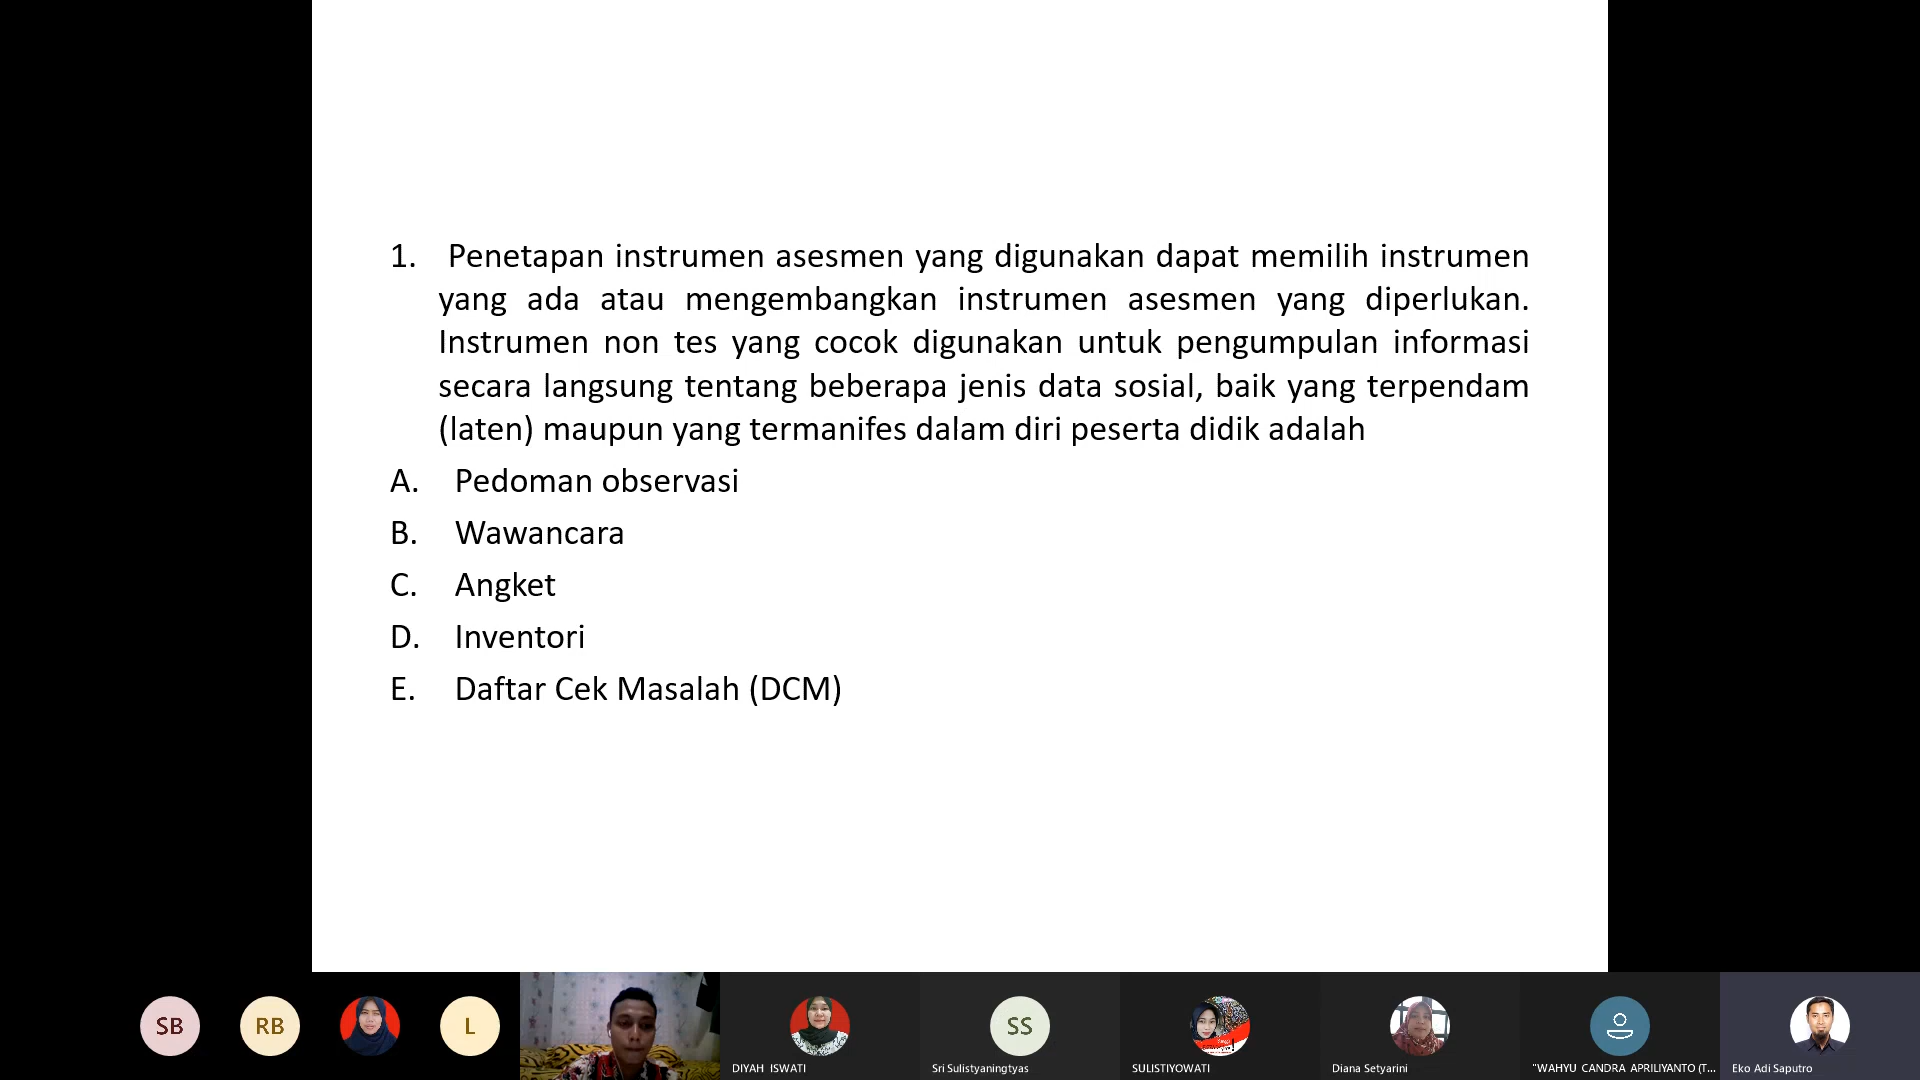 1. Penetapan instrumen asesmen yang digunakan dapat memilih instrumen
yang ada atau mengembangkan instrumen asesmen yang diperlukan.
Instrumen non tes yang cocok digunakan untuk pengumpulan informasi
secara langsung tentang beberapa jenis data sosial, baik yang terpendam
(laten) maupun yang termanifes dalam diri peserta didik adalah
A. Pedoman observasi
B. Wawancara
C. Angket
D. Inventori
E. Daftar Cek Masalah (DCM)
SB
RB
L
SS
DIYAH ISWATI
Sri Sulistyaningtyas
SULISTIYOWATI
Diana Setyarini
"WAHYU CANDRA APRILIYANTO (T...
Eko Adi Saputro